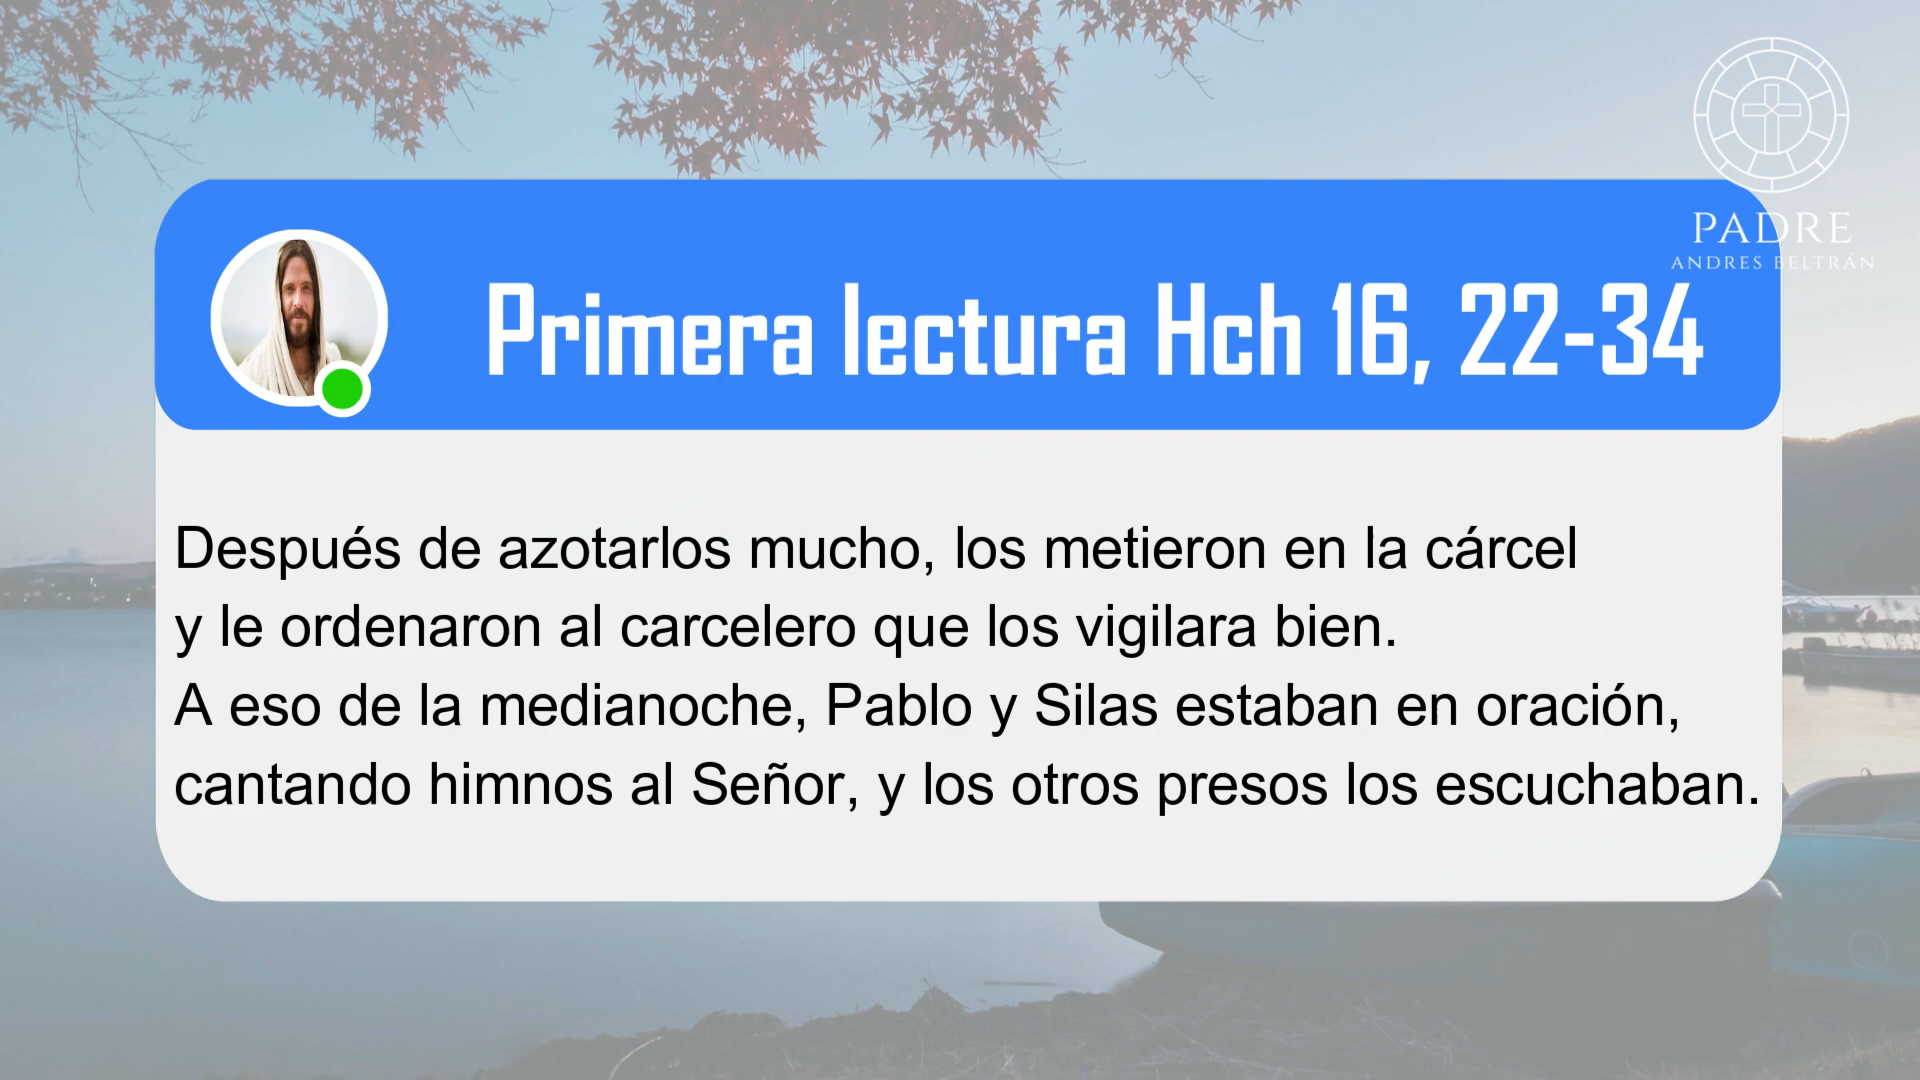 PADRE
ANDRES BELTRÁN
Primera lectura Hch 16, 22-34
Después de azotarlos mucho, los metieron en la cárcel
y le ordenaron al carcelero que los vigilara bien.
A eso de la medianoche, Pablo y Silas estaban en oración,
cantando himnos al Señor, y los otros presos los escuchaban.